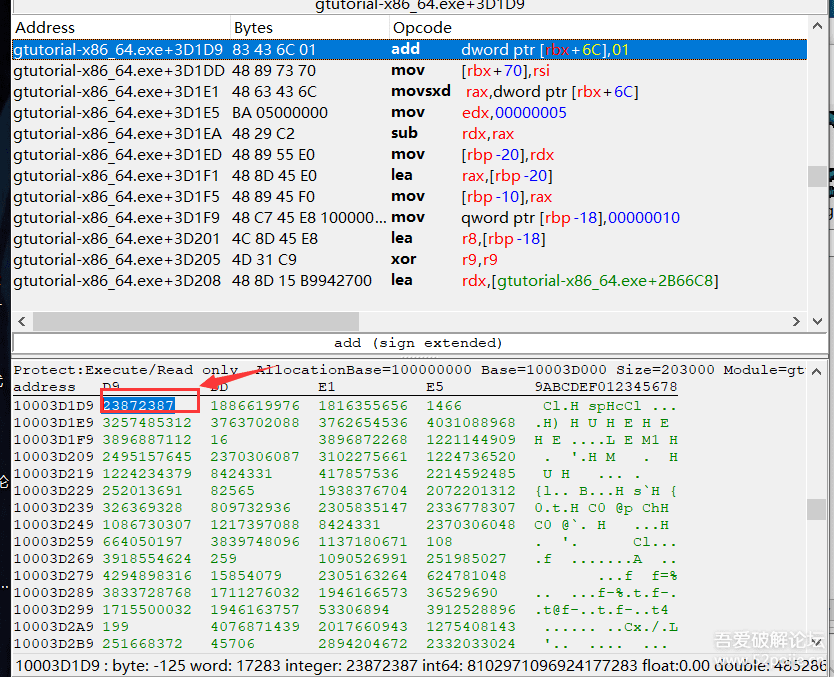 gtutorial-x86_64.exe+3D1D9
Address Bytes Opcode
gtutorial-x86_64.exe+3D1D9 83 43 6C 01 add dword ptr [rbx+6C],01
gtutorial-x86_64.exe+3D1DD 48 89 73 70 mov [rbx+70],rsi
gtutorial-x86_64.exe+3D1E1 48 63 43 6C movsxd rax,dword ptr [rbx+6C]
gtutorial-x86_64.exe+3D1E5 BA 05000000 mov edx,00000005
gtutorial-x86_64.exe+3D1EA 48 29 C2 sub rdx,rax
gtutorial-x86_64.exe+3D1ED 48 89 55 E0 mov [rbp-20],rdx
gtutorial-x86_64.exe+3D1F1 48 8D 45 E0 lea rax,[rbp-20]
gtutorial-x86_64.exe+3D1F5 48 89 45 F0 mov [rbp-10],rax
gtutorial-x86_64.exe+3D1F9 48 C7 45 E8 100000... mov qword ptr [rbp-18],00000010
gtutorial-x86_64.exe+3D201 4C 8D 45 E8 lea r8,[rbp-18]
gtutorial-x86_64.exe+3D205 4D 31 C9 xor r9,r9
gtutorial-x86_64.exe+3D208 48 8D 15 B9942700 lea rdx,[gtutorial-x86_64.exe+2B66C8]
add (sign extended)
Protect:Execute/Read only AllocationBase=100000000 Base=10003D000 Size=203000 Module=gt
address D9 DD E1 E5 9ABCDEF012345678
10003D1D9 23872387 1886619976 1816355656 1466 Cl.H spHcCl ...
10003D1E9 3257485312 3763702088 3762654536 4031088968 .H) HUHEHE
10003D1F9 3896887112 16 3896872268 1221144909 HE ....LEM1H
10003D209 2495157645 2370306087 3102275661 1224736520 . '.HM . H
10003D219 1224234379 8424331 417857536 2214592485 UH ... .
10003D229 252013691 82565 1938376704 2072201312 {l.. B...H s`H {
10003D239 326369328 809732936 2305835147 2336778307 0.t.H C0 @p ChH
10003D249 1086730307 1217397088 8424331 2370306048 C0 @`. H ...H
10003D259 664050197 3839748096 1137180671 108 . '. Cl...
10003D269 3918554624 259 1090526991 251985027 .f .......A ..
10003D279 4294898316 15854079 2305163264 624781048 ...f f=%
10003D289 3833728768 1711276032 1946166573 36529690 ...f-%.t.f-.
10003D299 1715500032 1946163757 53306894 3912528896 .t@f-..t.f-..t4
10003D2A9 199 4076871439 2017660943 1275408143 ...... ..Cx./.L
10003D2B9 251668372 45706 2894204672 2332033024 '.. .... ...
吾爱破解论坛
10003D1D9 : byte: -125 word: 17283 integer: 23872387 int64: 8102971096924177283 float:0.00 double: 485286